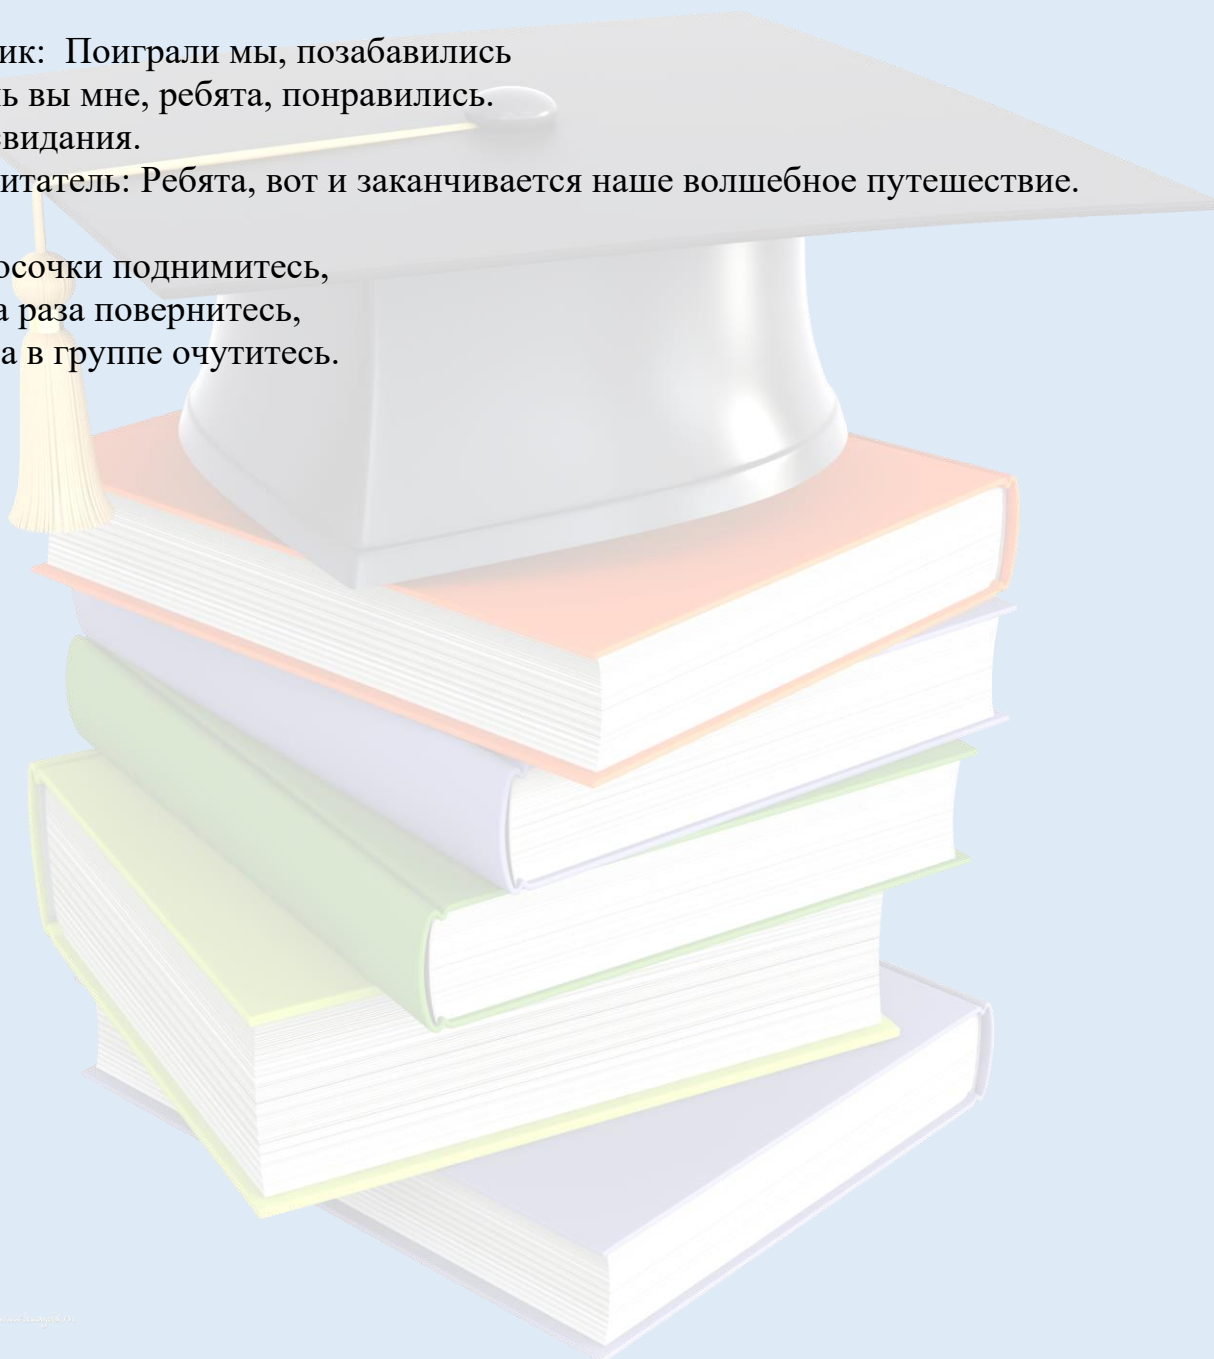 ик:  Поиграли мы, позабавились
ь вы мне, ребята, понравились.
видания.
итатель: Ребята, вот и заканчивается наше волшебное путешествие.
осочки поднимитесь,
а раза повернитесь,
а в группе очутитесь.